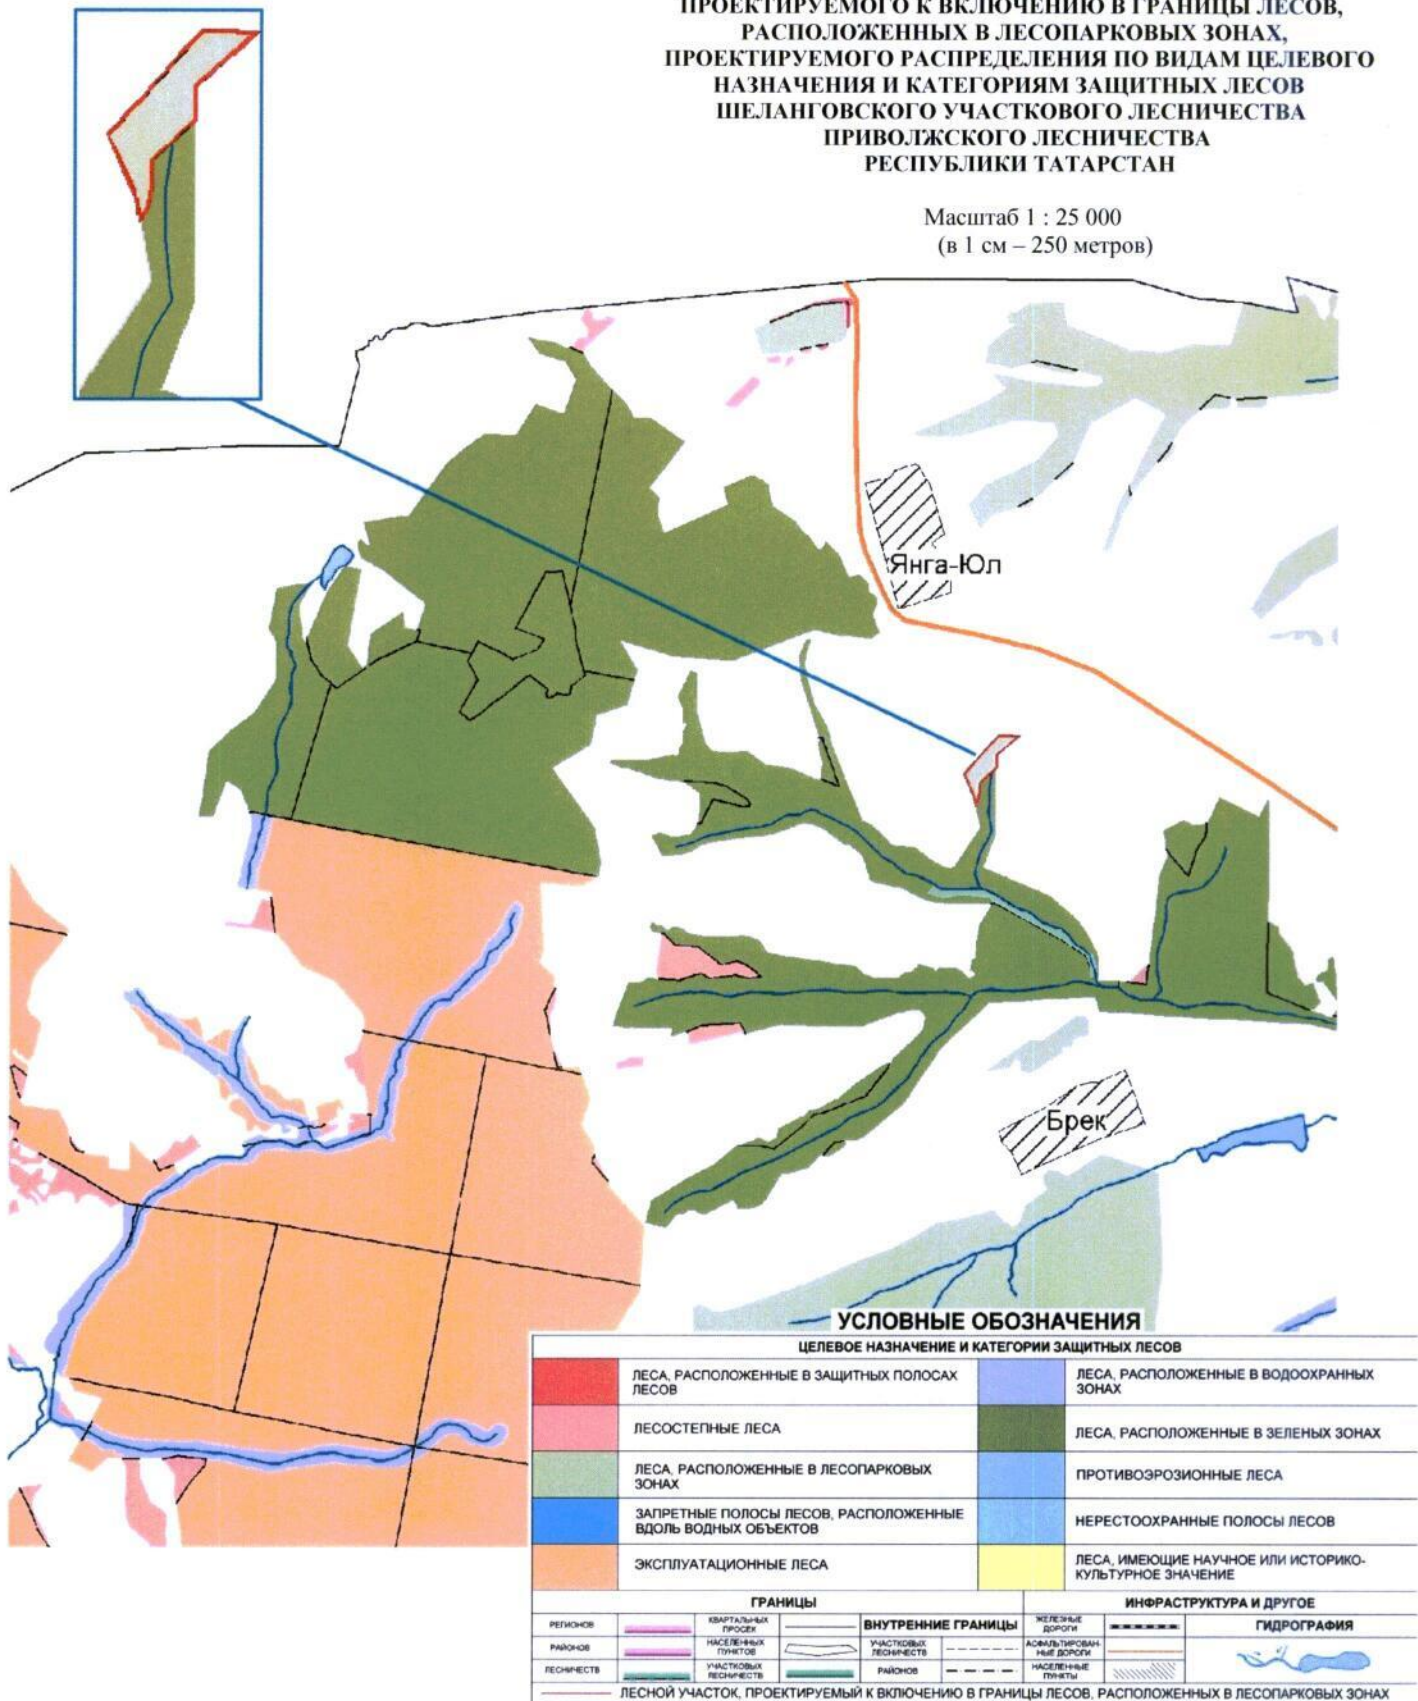 ПРОЕКТИРУЕМОГО К ВКЛЮЧЕНИЮ В ГРАНИЦЫ ЛЕСОВ,
РАСПОЛОЖЕННЫХ В ЛЕСОПАРКОВЫХ ЗОНАХ,
ПРОЕКТИРУЕМОГО РАСПРЕДЕЛЕНИЯ ПО ВИДАМ ЦЕЛЕВОГО
НАЗНАЧЕНИЯ И КАТЕГОРИЯМ ЗАЩИТНЫХ ЛЕСОВ
ШЕЛАНГОВСКОГО УЧАСТКОВОГО ЛЕСНИЧЕСТВА
ПРИВОЛЖСКОГО ЛЕСНИЧЕСТВА
РЕСПУБЛИКИ ТАТАРСТАН
Масштаб 1 : 25 000
(в 1 см – 250 метров)
Янга-Юл
Брек
УСЛОВНЫЕ ОБОЗНАЧЕНИЯ
ЦЕЛЕВОЕ НАЗНАЧЕНИЕ И КАТЕГОРИИ ЗАЩИТНЫХ ЛЕСОВ
ЛЕСА, РАСПОЛОЖЕННЫЕ В ЗАЩИТНЫХ ПОЛОСАХ
ЛЕСОВ
ЛЕСА, РАСПОЛОЖЕННЫЕ В ВОДООХРАННЫХ
ЗОНАХ
ЛЕСОСТЕПНЫЕ ЛЕСА
ЛЕСА, РАСПОЛОЖЕННЫЕ В ЗЕЛЕНЫХ ЗОНАХ
ЛЕСА, РАСПОЛОЖЕННЫЕ В ЛЕСОПАРКОВЫХ
ЗОНАХ
ПРОТИВОЭРОЗИОННЫЕ ЛЕСА
ЗАПРЕТНЫЕ ПОЛОСЫ ЛЕСОВ, РАСПОЛОЖЕННЫЕ
ВДОЛЬ ВОДНЫХ ОБЪЕКТОВ
НЕРЕСТООХРАННЫЕ ПОЛОСЫ ЛЕСОВ
ЭКСПЛУАТАЦИОННЫЕ ЛЕСА
ЛЕСА, ИМЕЮЩИЕ НАУЧНОЕ ИЛИ ИСТОРИКО-
КУЛЬТУРНОЕ ЗНАЧЕНИЕ
ГРАНИЦЫ
ИНФРАСТРУКТУРА И ДРУГОЕ
РЕГИОНОВ
КВАРТАЛЬНЫХ
ПРОСЕК
ВНУТРЕННИЕ ГРАНИЦЫ
ЖЕЛЕЗНЫЕ
ДОРОГИ
ГИДРОГРАФИЯ
РАЙОНОВ
НАСЕЛЕННЫХ
ПУНКТОВ
УЧАСТКОВЫХ
ЛЕСНИЧЕСТВ
АСФАЛЬТИРОВАН-
НЫЕ ДОРОГИ
ЛЕСНИЧЕСТВ
УЧАСТКОВЫХ
ЛЕСНИЧЕСТВ
РАЙОНОВ
НАСЕЛЕННЫЕ
ПУНКТЫ
ЛЕСНОЙ УЧАСТОК, ПРОЕКТИРУЕМЫЙ К ВКЛЮЧЕНИЮ В ГРАНИЦЫ ЛЕСОВ, РАСПОЛОЖЕННЫХ В ЛЕСОПАРКОВЫХ ЗОНАХ